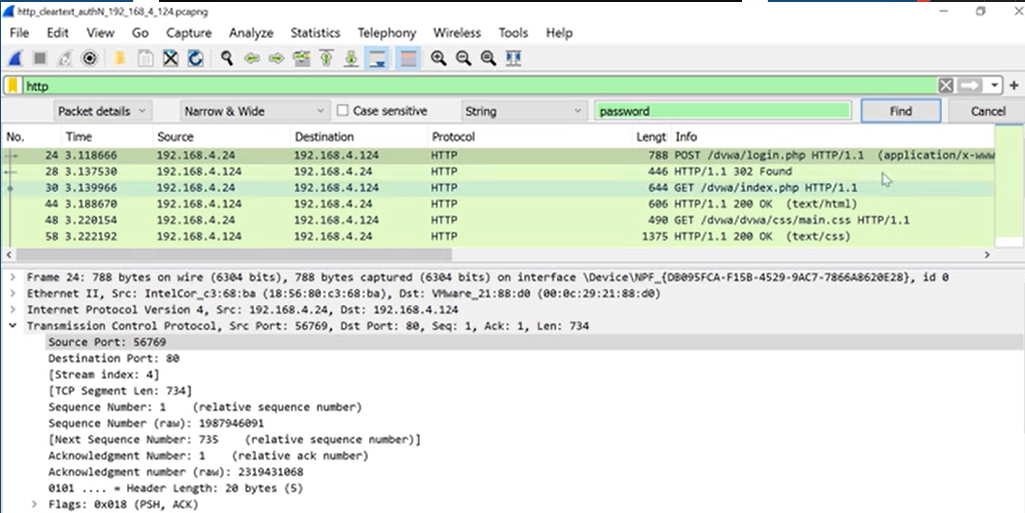 http_cleartext_authN_192_168_4_124.pcapng
File Edit View Go Capture Analyze Statistics Telephony Wireless Tools Help
http
Packet details Narrow & Wide Case sensitive String password Find Cancel
No. Time Source Destination Protocol Lengt Info
24 3.118666 192.168.4.24 192.168.4.124 HTTP 788 POST /dvwa/login.php HTTP/1.1 (application/x-www
28 3.137530 192.168.4.124 192.168.4.24 HTTP 446 HTTP/1.1 302 Found
30 3.139966 192.168.4.24 192.168.4.124 HTTP 644 GET /dvwa/index.php HTTP/1.1
44 3.188670 192.168.4.124 192.168.4.24 HTTP 606 HTTP/1.1 200 OK (text/html)
48 3.220154 192.168.4.24 192.168.4.124 HTTP 490 GET /dvwa/dvwa/css/main.css HTTP/1.1
58 3.222192 192.168.4.124 192.168.4.24 HTTP 1375 HTTP/1.1 200 OK (text/css)
Frame 24: 788 bytes on wire (6304 bits), 788 bytes captured (6304 bits) on interface \Device\NPF_{DB095FCA-F15B-4529-9AC7-7866A8620E28}, id 0
Ethernet II, Src: IntelCor_c3:68:ba (18:56:80:c3:68:ba), Dst: VMware_21:88:d0 (00:0c:29:21:88:d0)
Internet Protocol Version 4, Src: 192.168.4.24, Dst: 192.168.4.124
Transmission Control Protocol, Src Port: 56769, Dst Port: 80, Seq: 1, Ack: 1, Len: 734
Source Port: 56769
Destination Port: 80
[Stream index: 4]
[TCP Segment Len: 734]
Sequence Number: 1 (relative sequence number)
Sequence Number (raw): 1987946091
[Next Sequence Number: 735 (relative sequence number)]
Acknowledgment Number: 1 (relative ack number)
Acknowledgment number (raw): 2319431068
0101 .... = Header Length: 20 bytes (5)
Flags: 0x018 (PSH, ACK)